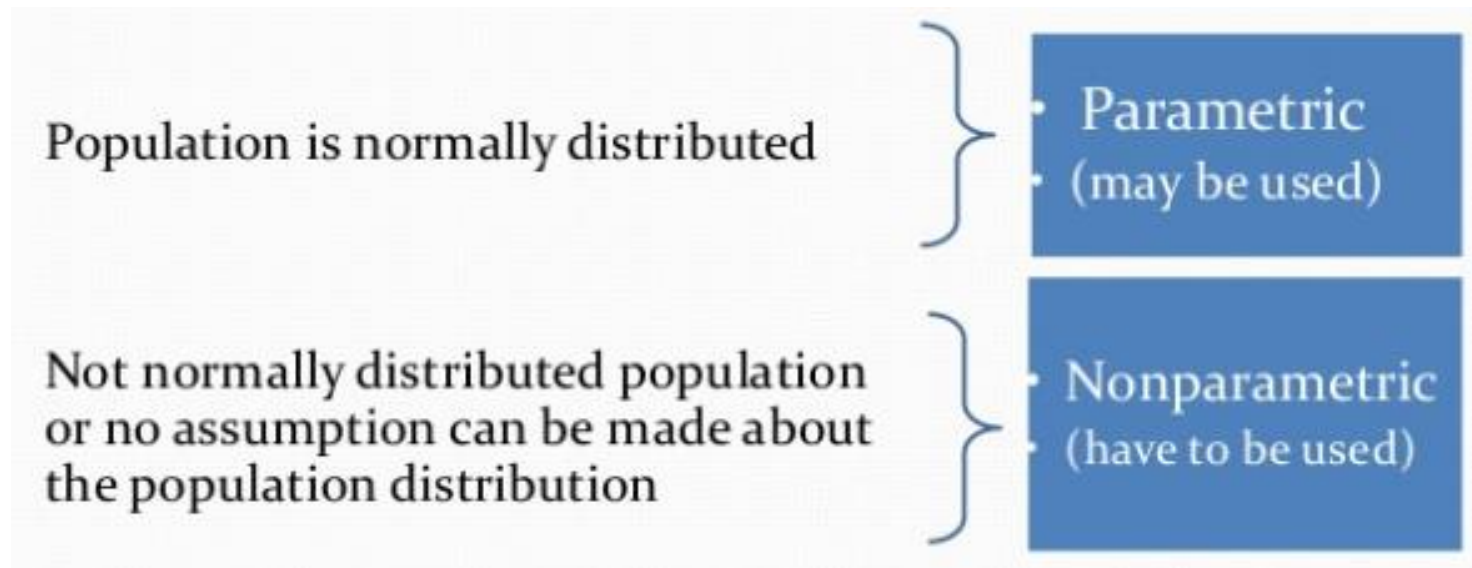 Population is normally distributed
• Parametric
• (may be used)
Not normally distributed population
or no assumption can be made about
the population distribution
• Nonparametric
• (have to be used)